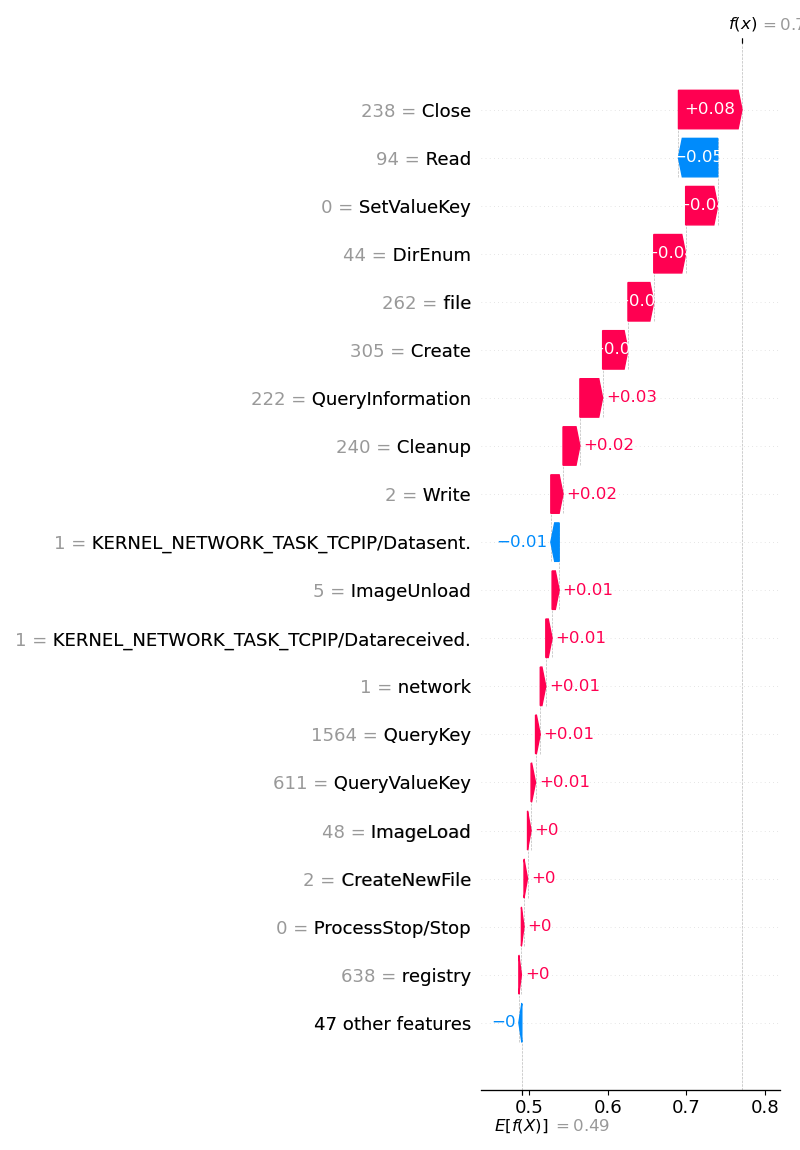 f(x) = 0.7
238 = Close +0.08
94 = Read −0.05
0 = SetValueKey
44 = DirEnum
262 = file
305 = Create
222 = QueryInformation +0.03
240 = Cleanup +0.02
2 = Write +0.02
1 = KERNEL_NETWORK_TASK_TCPIP/Datasent. −0.01
5 = ImageUnload +0.01
1 = KERNEL_NETWORK_TASK_TCPIP/Datareceived. +0.01
1 = network +0.01
1564 = QueryKey +0.01
611 = QueryValueKey +0.01
48 = ImageLoad +0
2 = CreateNewFile +0
0 = ProcessStop/Stop +0
638 = registry +0
47 other features −0
0.5 0.6 0.7 0.8
E[f(X)] = 0.49